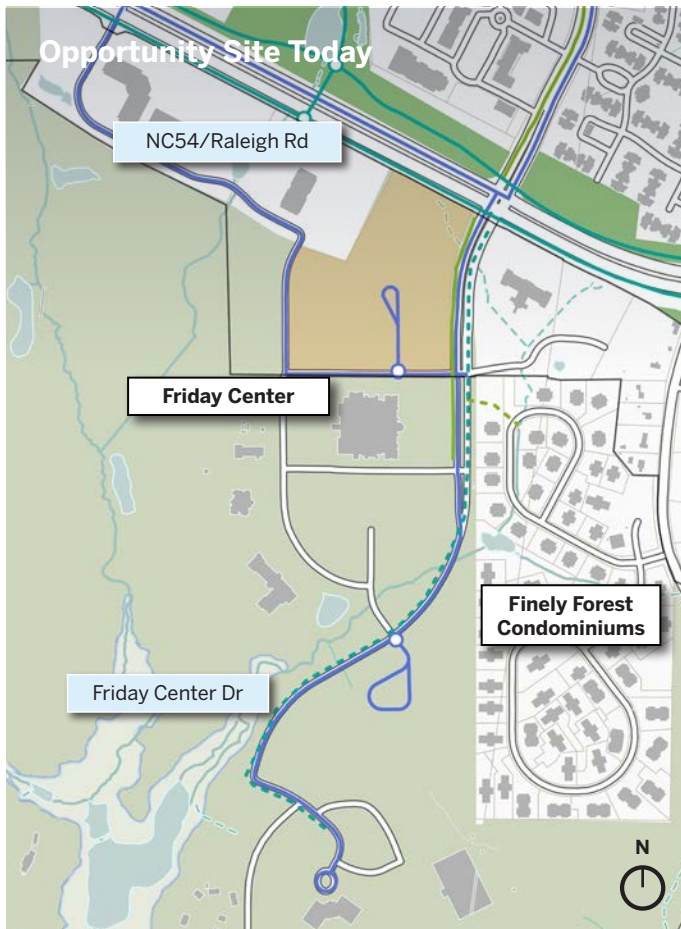 Opportunity Site Today
NC54/Raleigh Rd
Friday Center
Finely Forest
Condominiums
Friday Center Dr
N